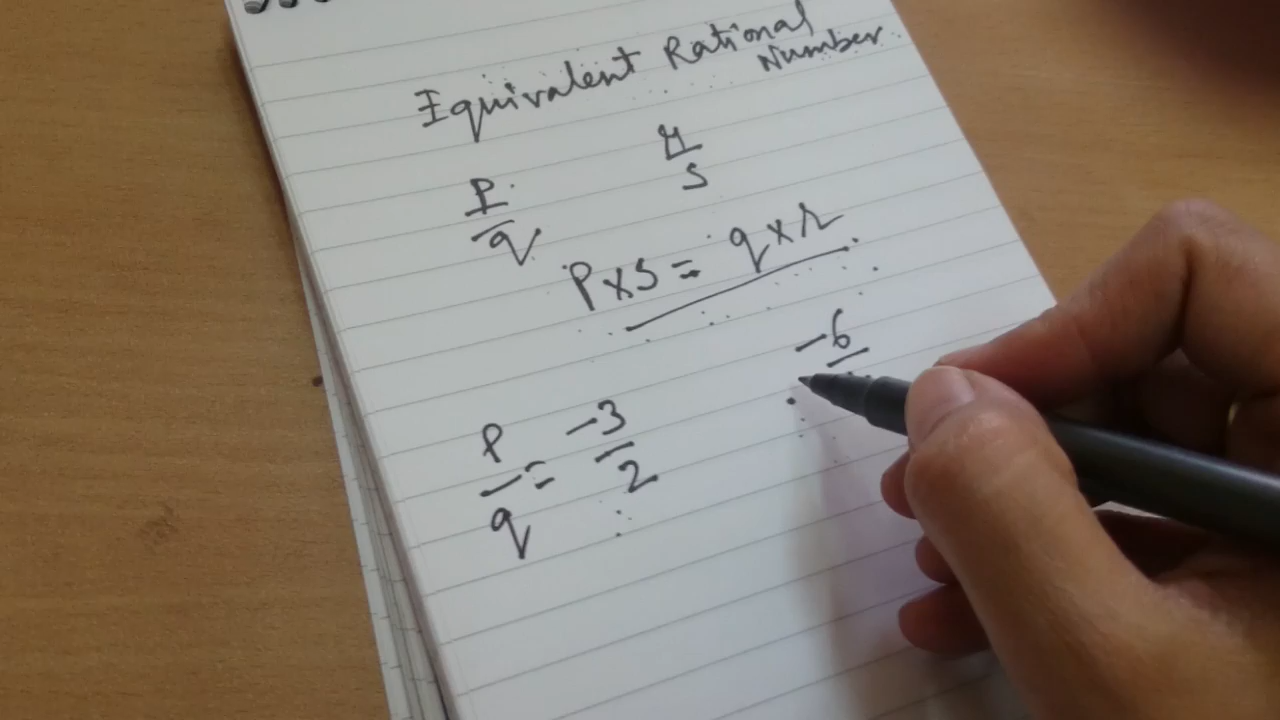 Equivalent Rational
Number
P/q r/s
P×s = q×r
P/q = -3/2 -6